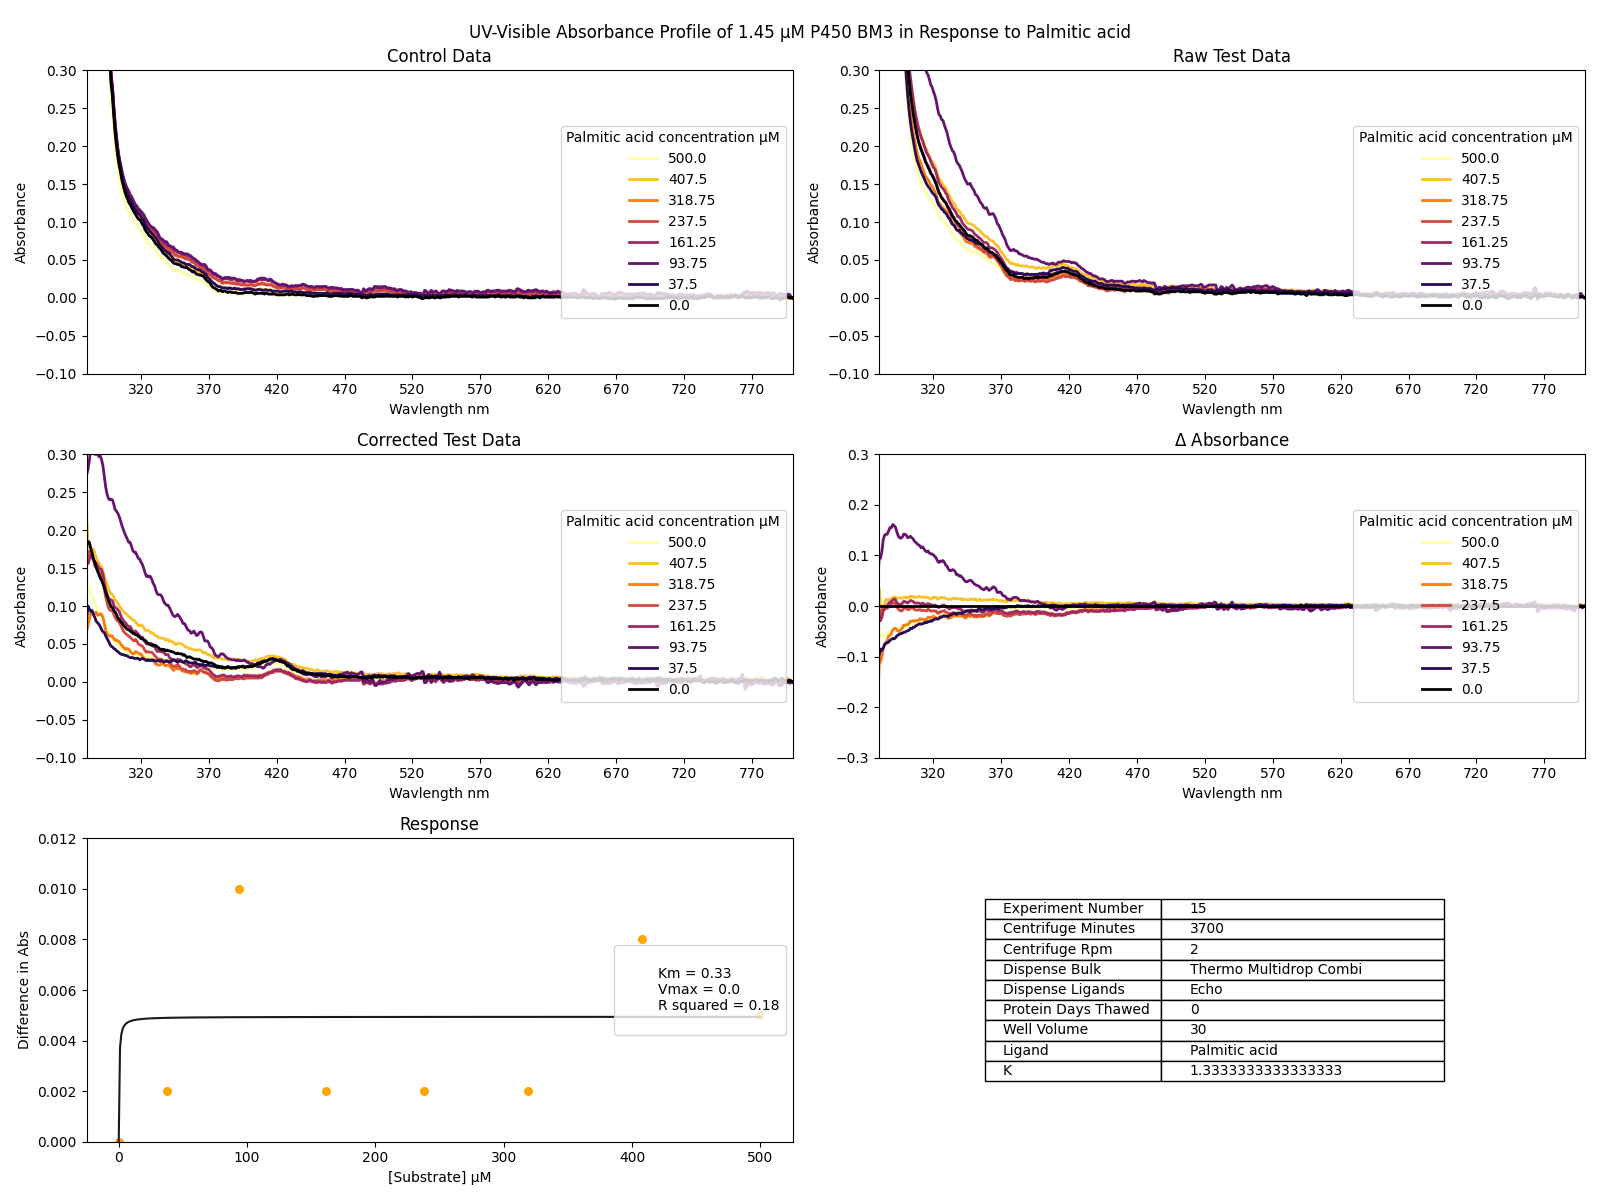 UV-Visible Absorbance Profile of 1.45 µM P450 BM3 in Response to Palmitic acid
Control Data
0.30
0.25
0.20
0.15
0.10
0.05
0.00
−0.05
−0.10
Absorbance
Palmitic acid concentration µM
500.0
407.5
318.75
237.5
161.25
93.75
37.5
0.0
320 370 420 470 520 570 620 670 720 770
Wavlength nm
Raw Test Data
0.30
0.25
0.20
0.15
0.10
0.05
0.00
−0.05
−0.10
Absorbance
Palmitic acid concentration µM
500.0
407.5
318.75
237.5
161.25
93.75
37.5
0.0
320 370 420 470 520 570 620 670 720 770
Wavlength nm
Corrected Test Data
0.30
0.25
0.20
0.15
0.10
0.05
0.00
−0.05
−0.10
Absorbance
Palmitic acid concentration µM
500.0
407.5
318.75
237.5
161.25
93.75
37.5
0.0
320 370 420 470 520 570 620 670 720 770
Wavlength nm
Δ Absorbance
0.3
0.2
0.1
0.0
−0.1
−0.2
−0.3
Absorbance
Palmitic acid concentration µM
500.0
407.5
318.75
237.5
161.25
93.75
37.5
0.0
320 370 420 470 520 570 620 670 720 770
Wavlength nm
Response
0.012
0.010
0.008
0.006
0.004
0.002
0.000
Difference in Abs
Km = 0.33
Vmax = 0.0
R squared = 0.18
0 100 200 300 400 500
[Substrate] µM
Experiment Number 15
Centrifuge Minutes 3700
Centrifuge Rpm 2
Dispense Bulk Thermo Multidrop Combi
Dispense Ligands Echo
Protein Days Thawed 0
Well Volume 30
Ligand Palmitic acid
K 1.3333333333333333